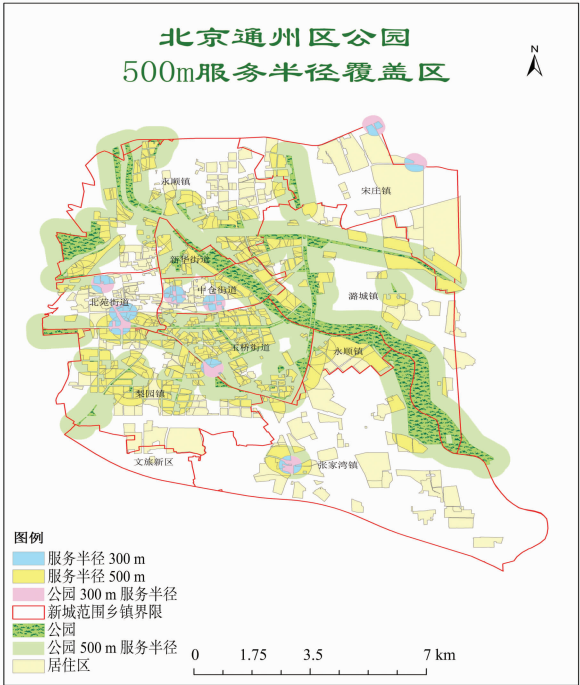 北京通州区公园
500m服务半径覆盖区
N
永顺镇
宋庄镇
新华街道
中仓街道
北苑街道
潞城镇
玉桥街道
永顺镇
梨园镇
文旅新区
张家湾镇
图例
服务半径 300 m
服务半径 500 m
公园 300 m 服务半径
新城范围乡镇界限
公园
公园 500 m 服务半径
居住区
0 1.75 3.5 7 km